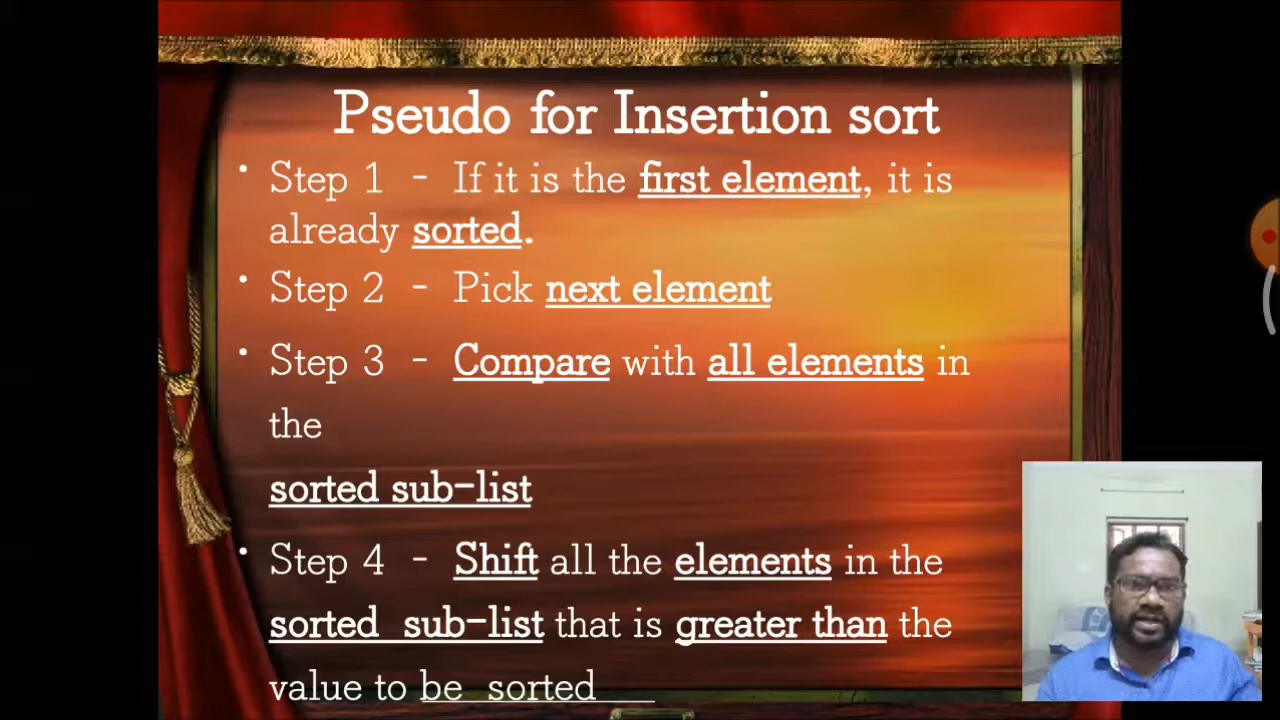 Pseudo for Insertion sort
• Step 1 - If it is the first element, it is
already sorted.
• Step 2 - Pick next element
• Step 3 - Compare with all elements in
the
sorted sub-list
• Step 4 - Shift all the elements in the
sorted sub-list that is greater than the
value to be sorted